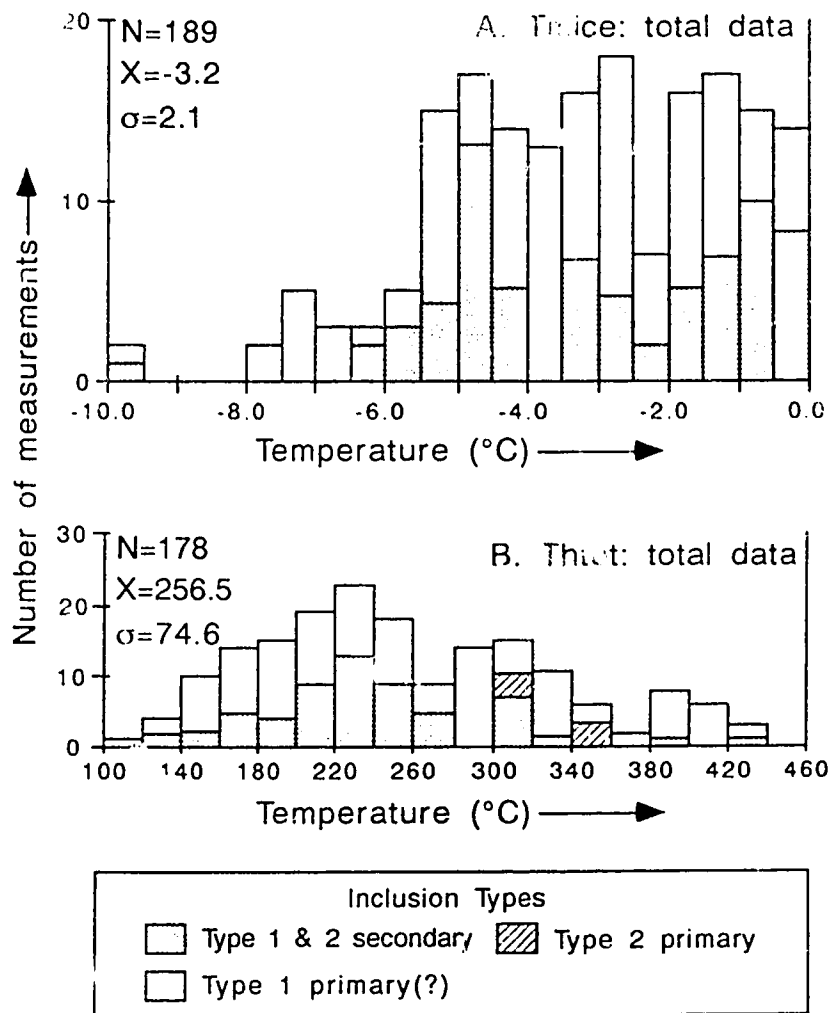 20
N=189
A. Tmice: total data
X=-3.2
σ=2.1
10
0
-10.0 -8.0 -6.0 -4.0 -2.0 0.0
Temperature (°C)
Number of measurements
30
N=178
B. total data
X=256.5
20
σ=74.6
10
0
100 140 180 220 260 300 340 380 420 460
Temperature (°C)
Inclusion Types
Type 1 & 2 secondary Type 2 primary
Type 1 primary(?)